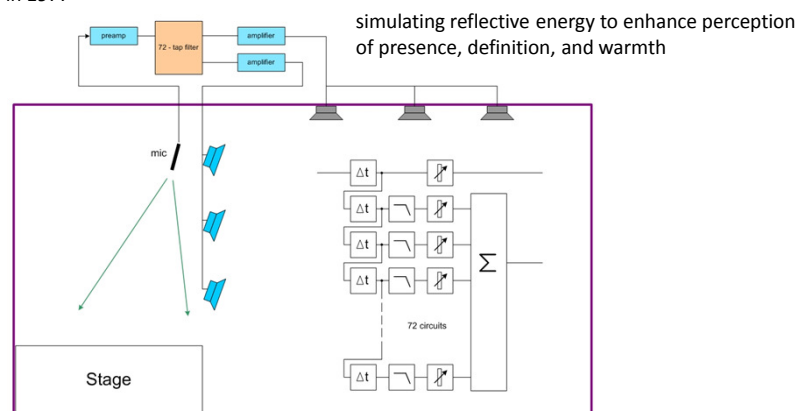 simulating reflective energy to enhance perception
of presence, definition, and warmth
preamp
72 - tap filter
amplifier
amplifier
mic
Δt
Δt
Δt
Δt
Σ
72 circuits
Δt
Stage